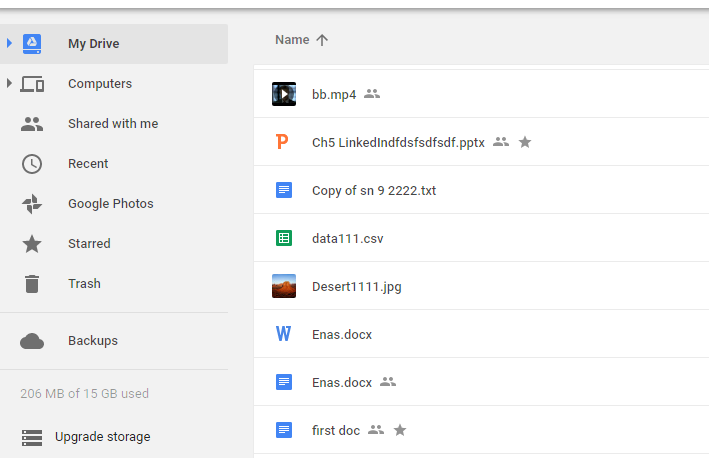 My Drive
Computers
Shared with me
Recent
Google Photos
Starred
Trash
Backups
206 MB of 15 GB used
Upgrade storage
Name
bb.mp4
P Ch5 LinkedIndfdsfsdfsdf.pptx
Copy of sn 9 2222.txt
data111.csv
Desert1111.jpg
W Enas.docx
Enas.docx
first doc